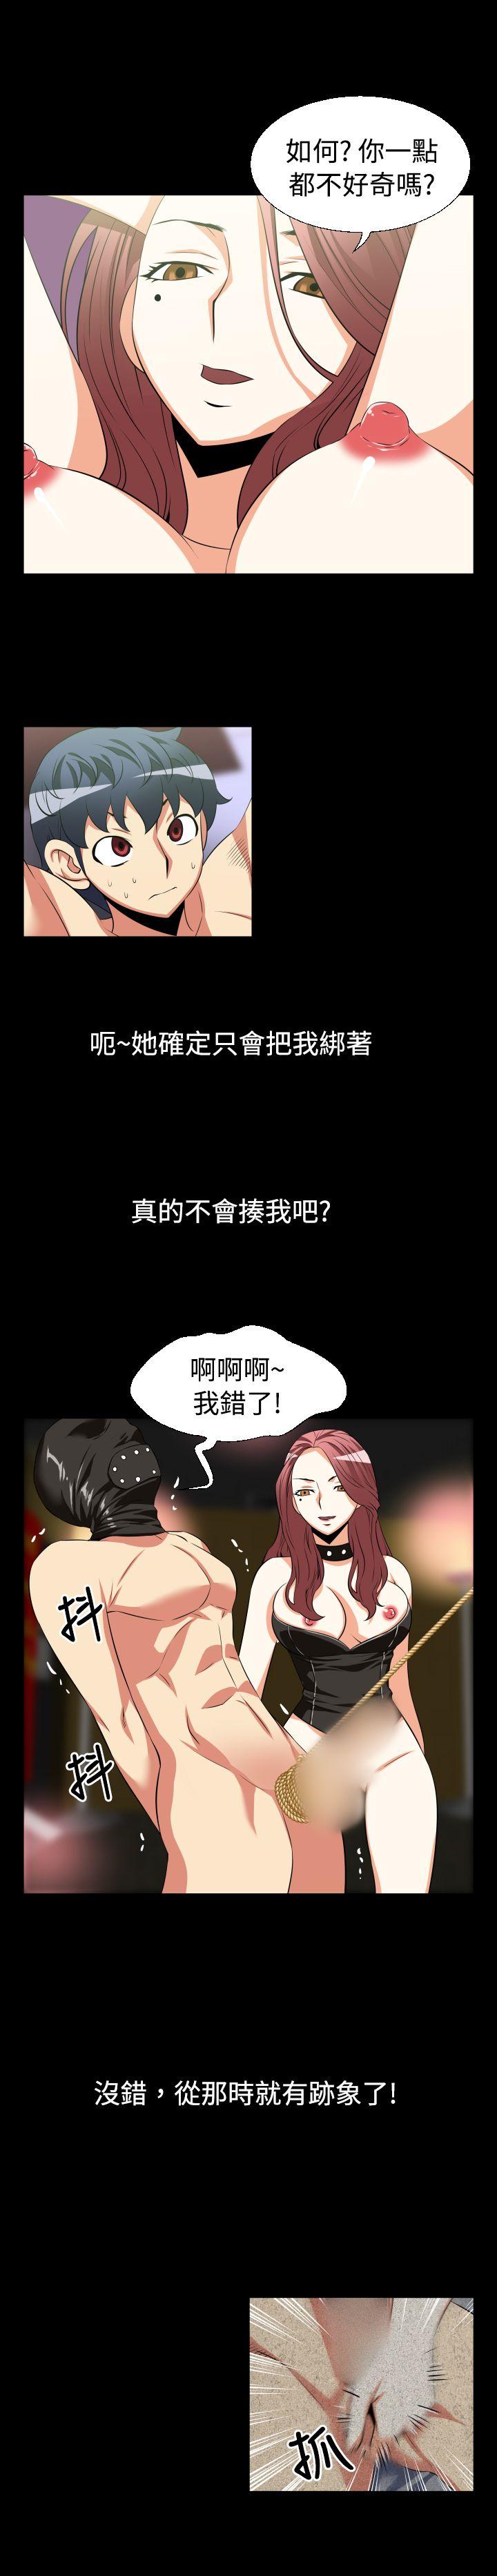 如何? 你一點
都不好奇嗎?
呃~她確定只會把我綁著
真的不會揍我吧?
啊啊啊~
我錯了!
抖
抖
沒錯，從那時就有跡象了!
抓